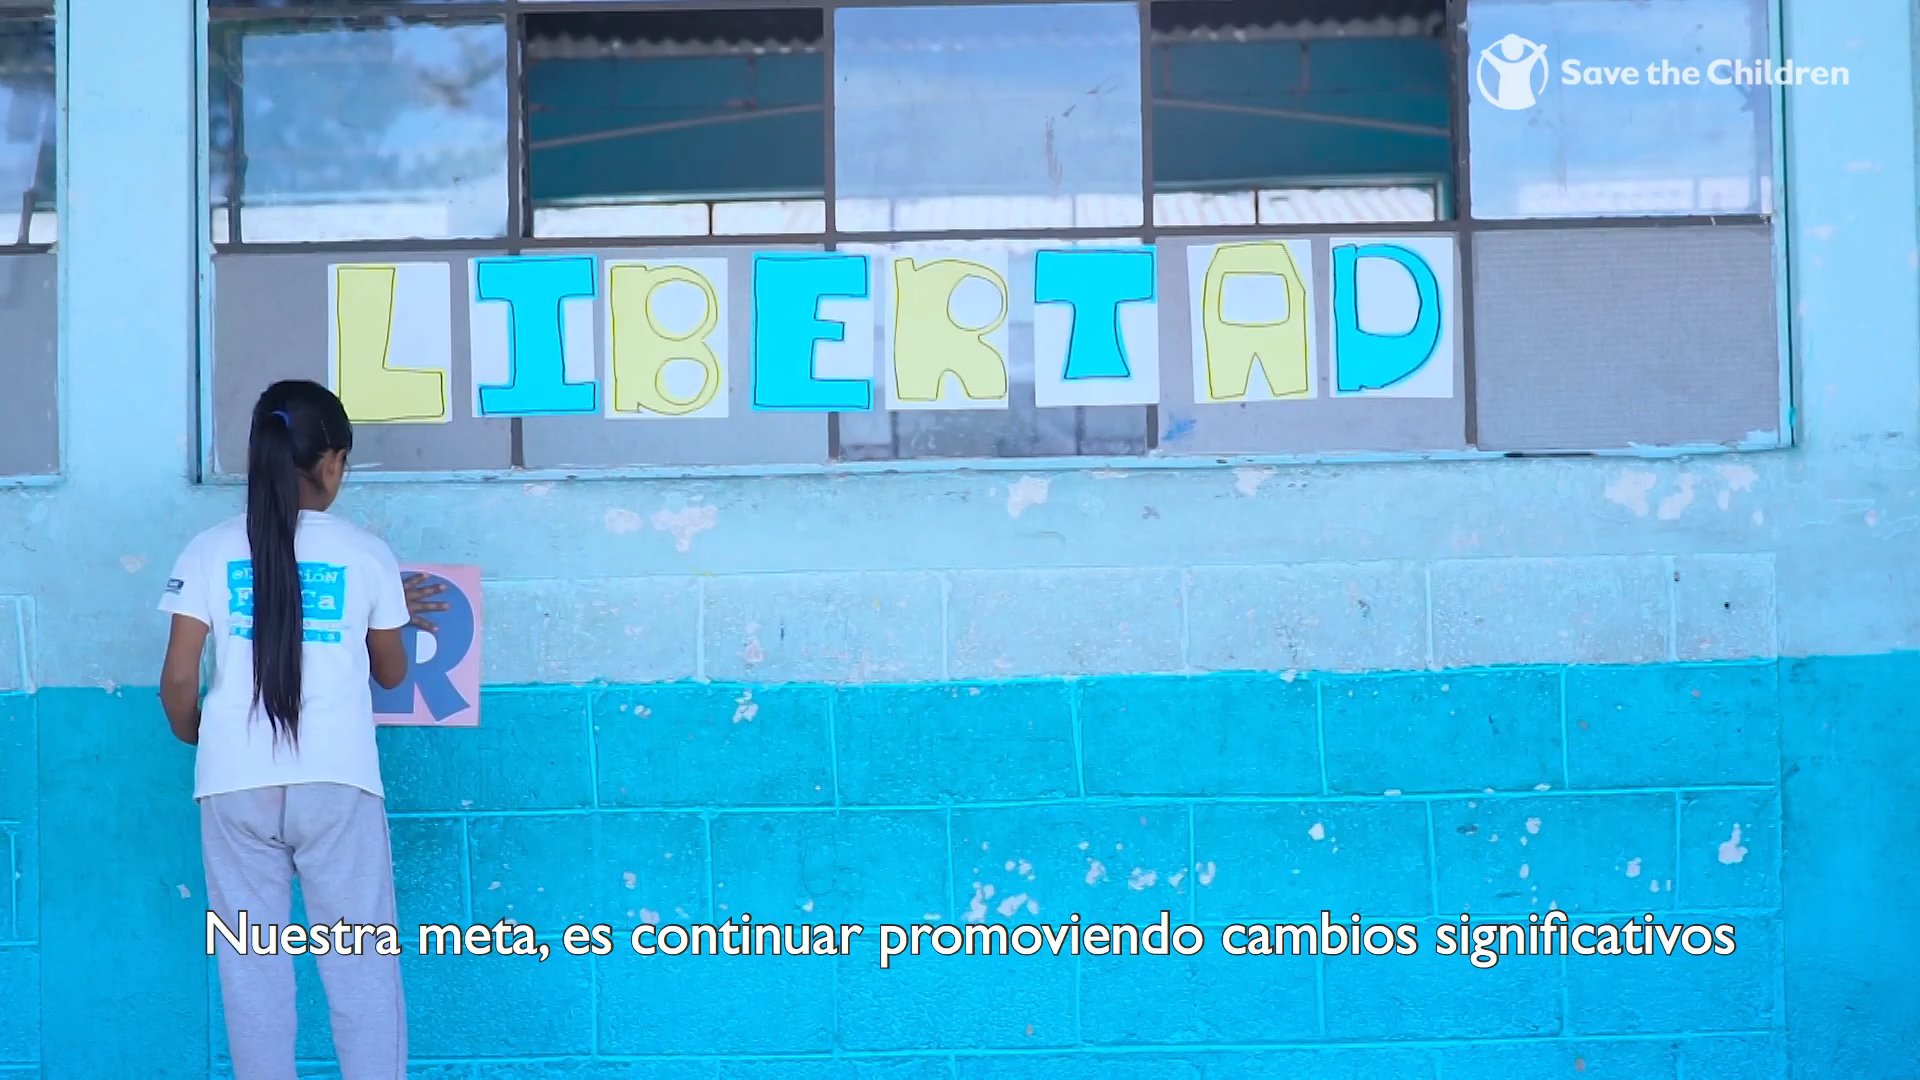 Save the Children
LIBERTAD
R
Nuestra meta, es continuar promoviendo cambios significativos